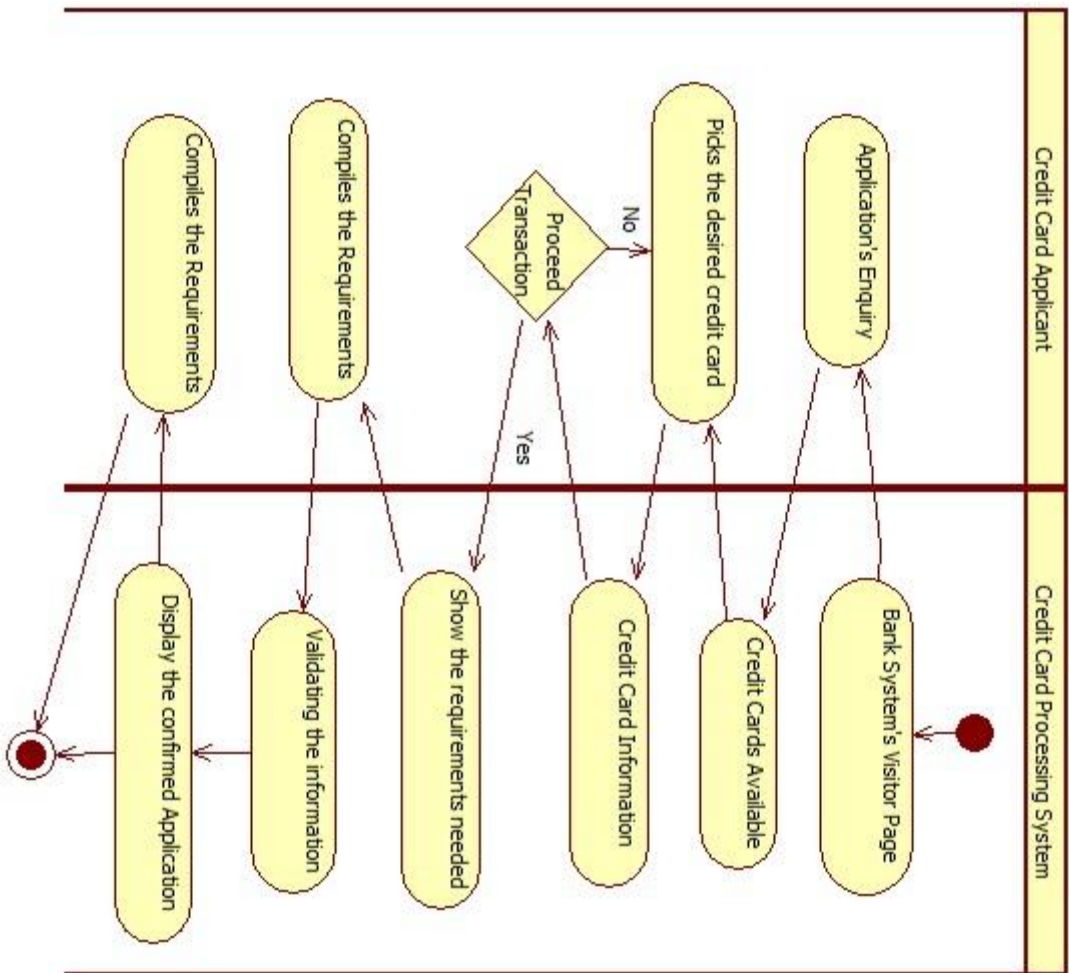 Credit Card Applicant
Credit Card Processing System
Bank System's Visitor Page
Application's Enquiry
Credit Cards Available
Picks the desired credit card
Credit Card Information
No
Proceed
Transaction
Yes
Show the requirements needed
Compiles the Requirements
Validating the information
Display the confirmed Application
Compiles the Requirements